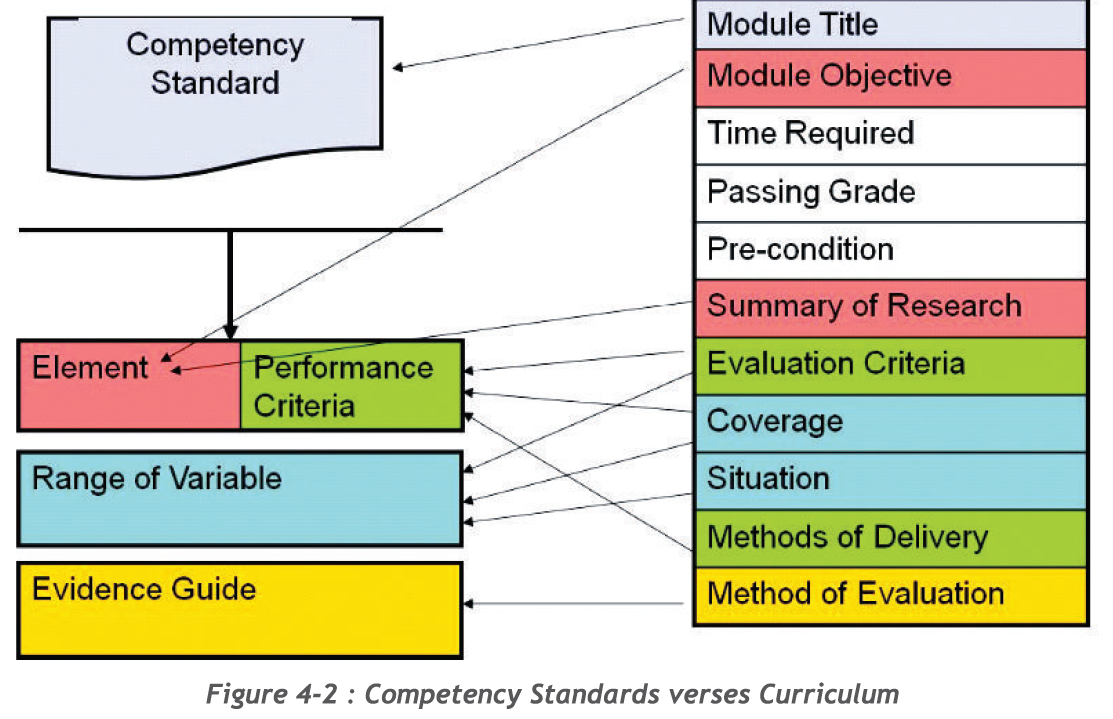 Competency
Standard
Element
Performance
Criteria
Range of Variable
Evidence Guide
Module Title
Module Objective
Time Required
Passing Grade
Pre-condition
Summary of Research
Evaluation Criteria
Coverage
Situation
Methods of Delivery
Method of Evaluation
Figure 4-2 : Competency Standards verses Curriculum